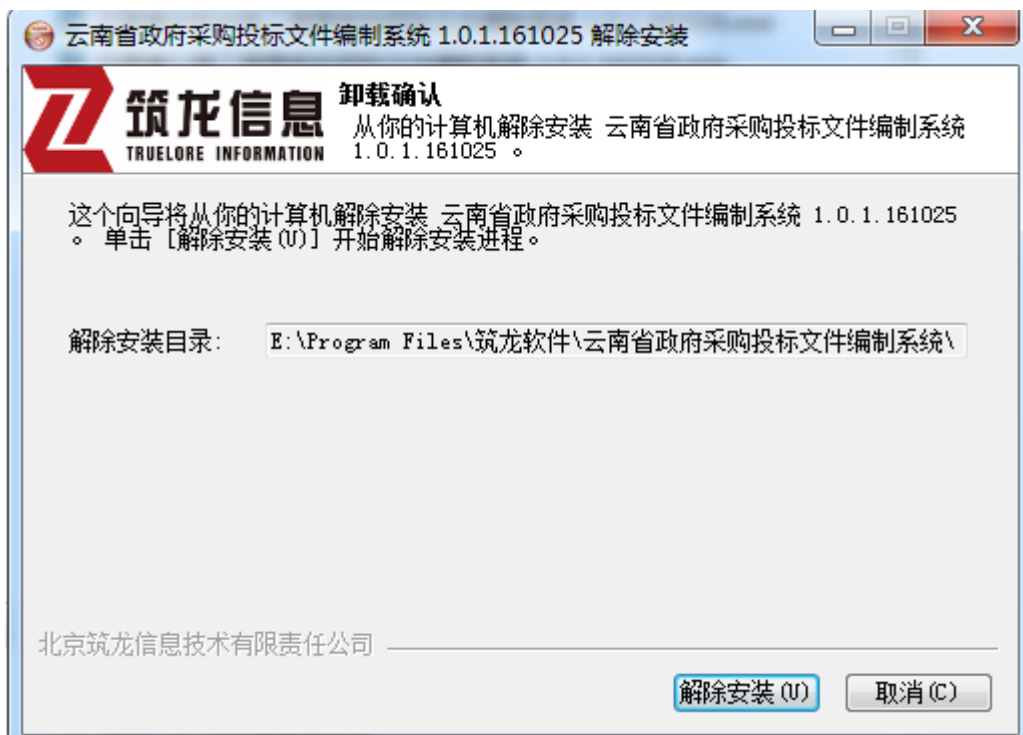 云南省政府采购投标文件编制系统 1.0.1.161025 解除安装
筑龙信息
TRUELORE INFORMATION
卸载确认
从你的计算机解除安装 云南省政府采购投标文件编制系统
1.0.1.161025 。
这个向导将从你的计算机解除安装 云南省政府采购投标文件编制系统 1.0.1.161025
。 单击 [解除安装(U)] 开始解除安装进程。
解除安装目录: E:\Program Files\筑龙软件\云南省政府采购投标文件编制系统\
北京筑龙信息技术有限责任公司
解除安装(U) 取消(C)